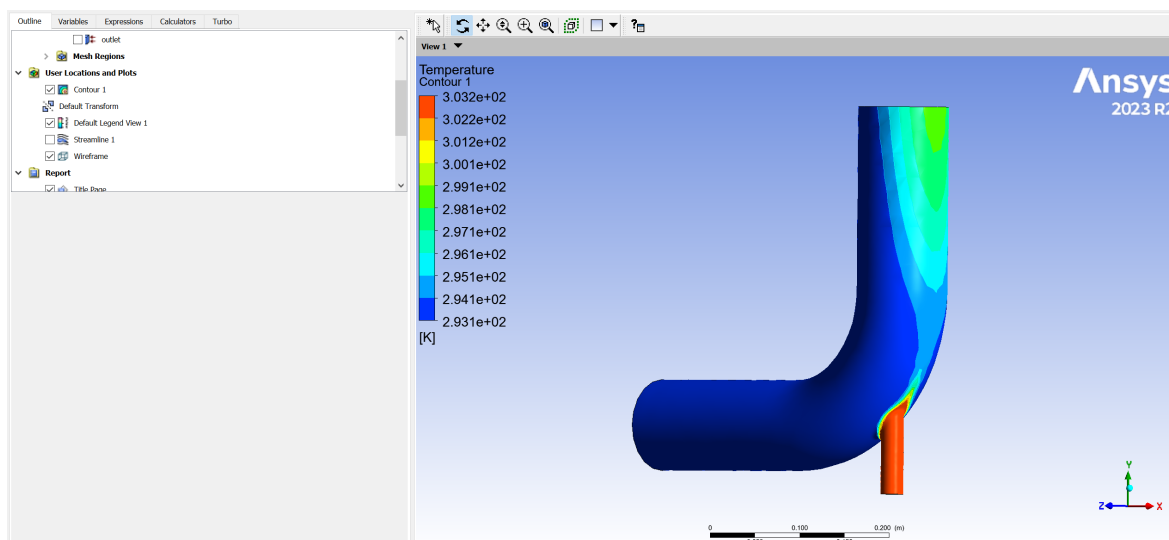 Outline Variables Expressions Calculators Turbo
outlet
Mesh Regions
User Locations and Plots
Contour 1
Default Transform
Default Legend View 1
Streamline 1
Wireframe
Report
Title Page
View 1
Temperature
Contour 1
3.032e+02
3.022e+02
3.012e+02
3.001e+02
2.991e+02
2.981e+02
2.971e+02
2.961e+02
2.951e+02
2.941e+02
2.931e+02
[K]
Ansys
2023 R2
Y
Z X
0 0.100 0.200 (m)